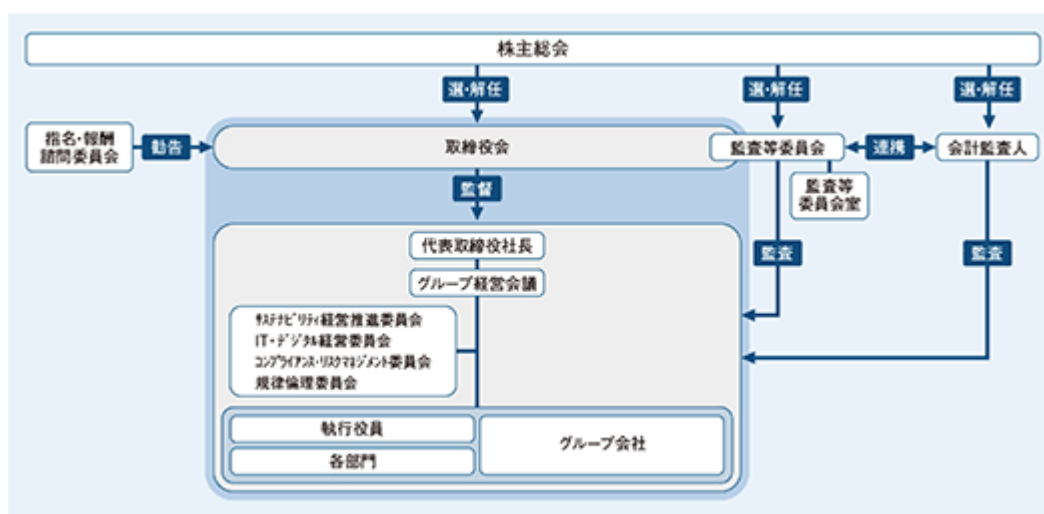 株主総会
選・解任
選・解任
選・解任
指名・報酬
諮問委員会
勧告
取締役会
監査等委員会
連携
会計監査人
監査等
委員会室
監督
代表取締役社長
監査
監査
グループ経営会議
ｻｽﾃﾅﾋﾞﾘﾃｨ経営推進委員会
IT・ﾃﾞｼﾞﾀﾙ経営委員会
ｺﾝﾌﾟﾗｲｱﾝｽ・ﾘｽｸﾏﾈｼﾞﾒﾝﾄ委員会
規律倫理委員会
執行役員
各部門
グループ会社